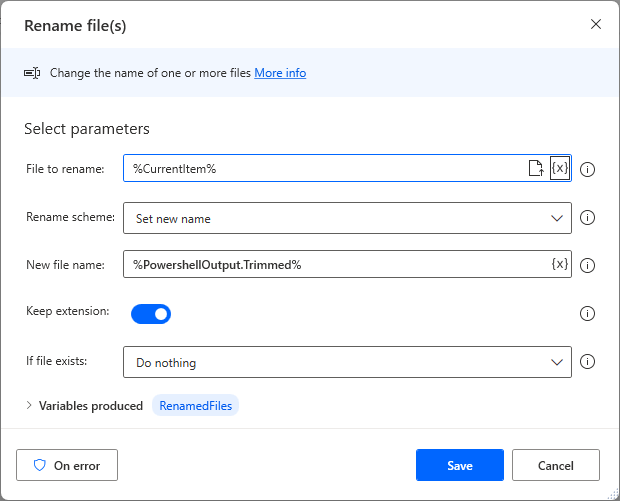 Rename file(s)
Change the name of one or more files More info
Select parameters
File to rename: %CurrentItem% {x}
Rename scheme: Set new name
New file name: %PowershellOutput.Trimmed% {x}
Keep extension:
If file exists: Do nothing
Variables produced RenamedFiles
On error Save Cancel